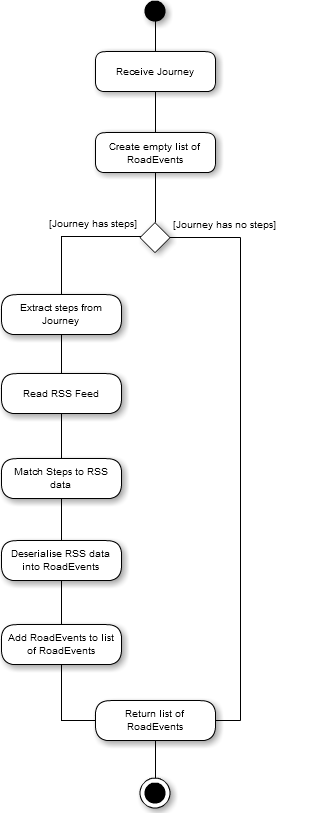 Receive Journey
Create empty list of
RoadEvents
[Journey has steps]
[Journey has no steps]
Extract steps from
Journey
Read RSS Feed
Match Steps to RSS
data
Deserialise RSS data
into RoadEvents
Add RoadEvents to list
of RoadEvents
Return list of
RoadEvents